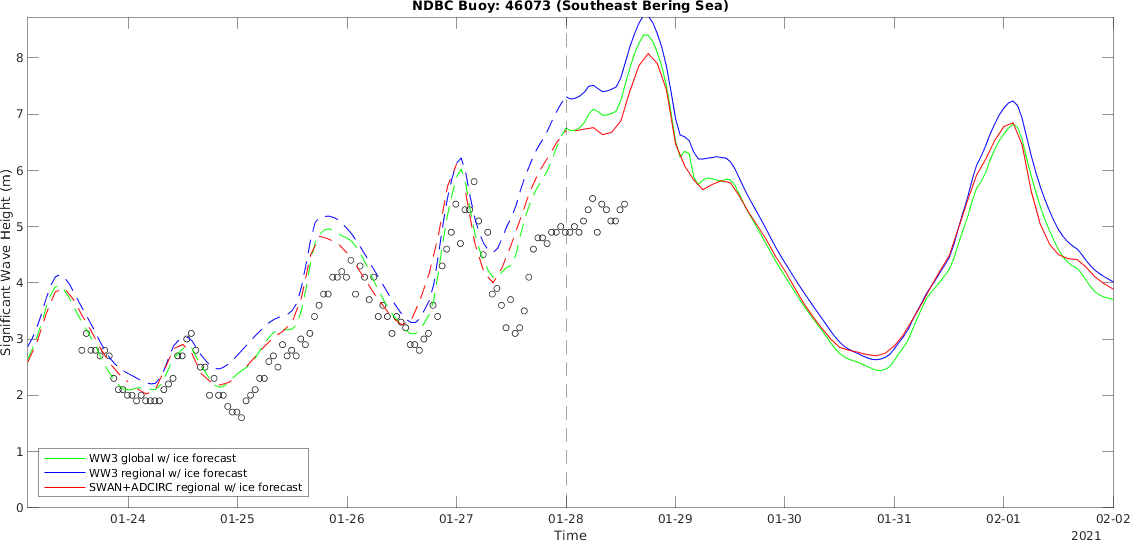 NDBC Buoy: 46073 (Southeast Bering Sea)
Significant Wave Height (m)
8
7
6
5
4
3
2
1
0
WW3 global w/ ice forecast
WW3 regional w/ ice forecast
SWAN+ADCIRC regional w/ ice forecast
01-24 01-25 01-26 01-27 01-28 01-29 01-30 01-31 02-01 02-02
Time
2021